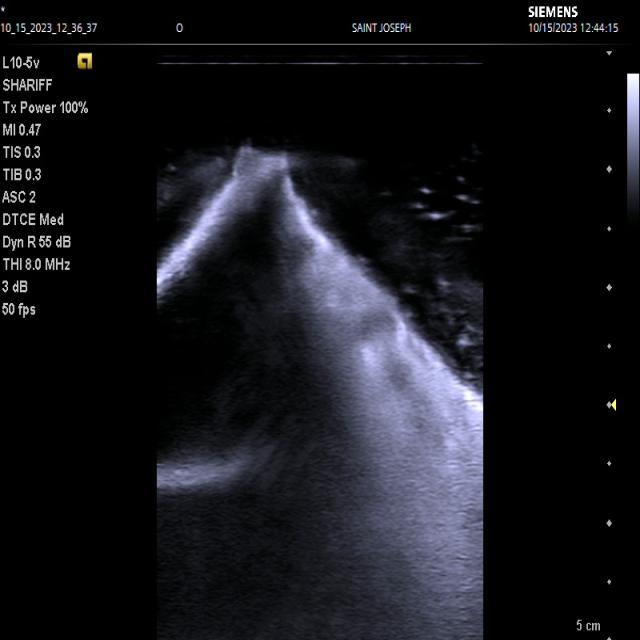 SIEMENS
10_15_2023_12_36_37 O SAINT JOSEPH 10/15/2023 12:44:15
L10-5v
SHARIFF
Tx Power 100%
MI 0.47
TIS 0.3
TIB 0.3
ASC 2
DTCE Med
Dyn R 55 dB
THI 8.0 MHz
3 dB
50 fps
5 cm